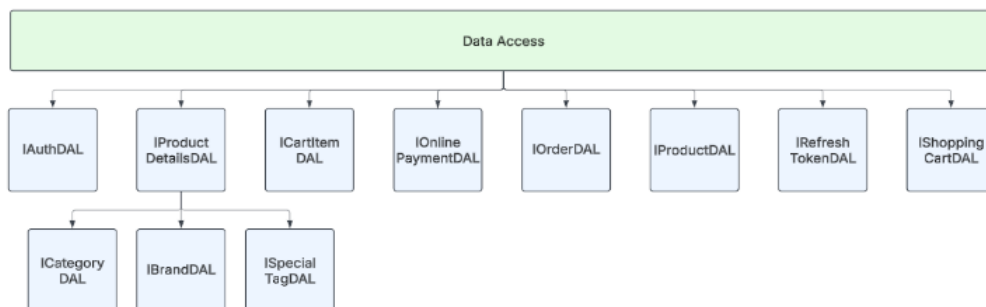 Data Access
IAuthDAL
IProduct
DetailsDAL
ICartItem
DAL
IOnline
PaymentDAL
IOrderDAL
IProductDAL
IRefresh
TokenDAL
IShopping
CartDAL
ICategory
DAL
IBrandDAL
ISpecial
TagDAL